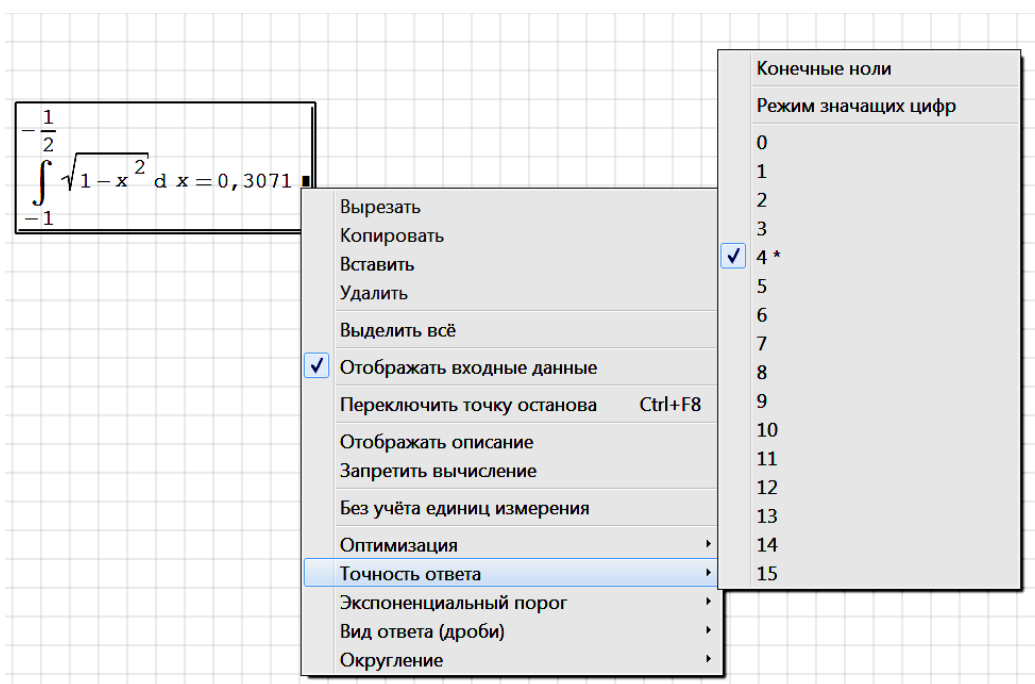 -1/2
∫ √1-x² d x=0,3071
-1
Вырезать
Копировать
Вставить
Удалить
Выделить всё
Отображать входные данные
Переключить точку останова Ctrl+F8
Отображать описание
Запретить вычисление
Без учёта единиц измерения
Оптимизация
Точность ответа
Экспоненциальный порог
Вид ответа (дроби)
Округление
Конечные ноли
Режим значащих цифр
0
1
2
3
4 *
5
6
7
8
9
10
11
12
13
14
15